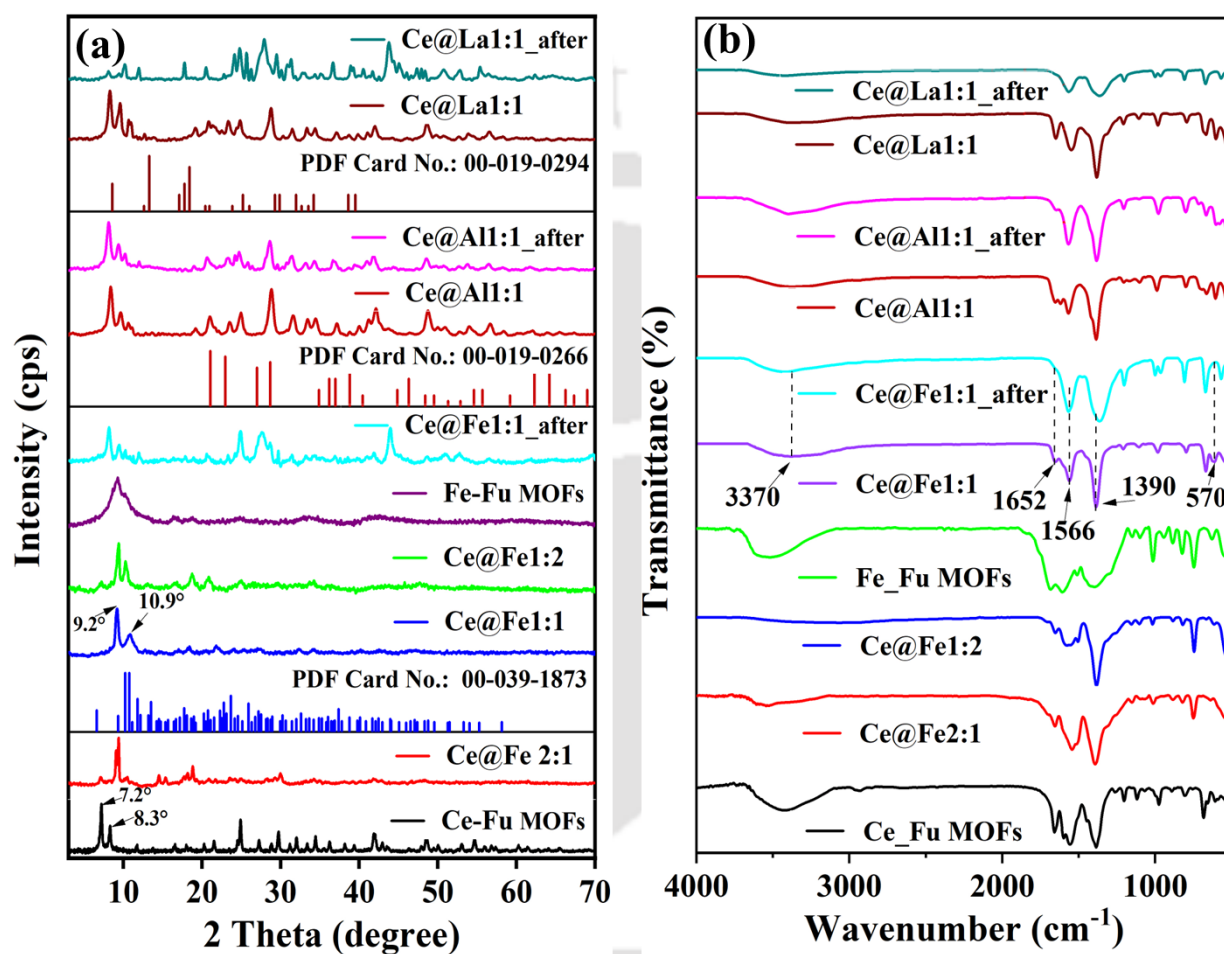 (a)
Ce@La1:1_after
Ce@La1:1
PDF Card No.: 00-019-0294
Ce@Al1:1_after
Ce@Al1:1
PDF Card No.: 00-019-0266
Ce@Fe1:1_after
Fe-Fu MOFs
Ce@Fe1:2
9.2°
10.9°
Ce@Fe1:1
PDF Card No.: 00-039-1873
Ce@Fe 2:1
7.2°
8.3°
Ce-Fu MOFs
10
20
30
40
50
60
70
2 Theta (degree)
Intensity (cps)
(b)
Ce@La1:1_after
Ce@La1:1
Ce@Al1:1_after
Ce@Al1:1
Ce@Fe1:1_after
Ce@Fe1:1
3370
1652
1566
1390
570
Fe_Fu MOFs
Ce@Fe1:2
Ce@Fe2:1
Ce_Fu MOFs
4000
3000
2000
1000
Wavenumber (cm⁻¹)
Transmittance (%)